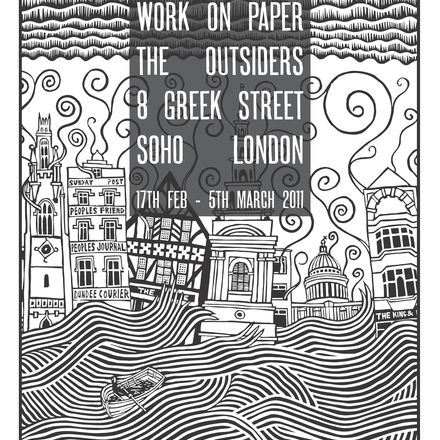 WORK ON PAPER
THE OUTSIDERS
8 GREEK STREET
SOHO LONDON
17TH FEB - 5TH MARCH 2011
SUNDAY POST
PEOPLES FRIEND
PEOPLES JOURNAL
DUNDEE COURIER
THE
THE KING &